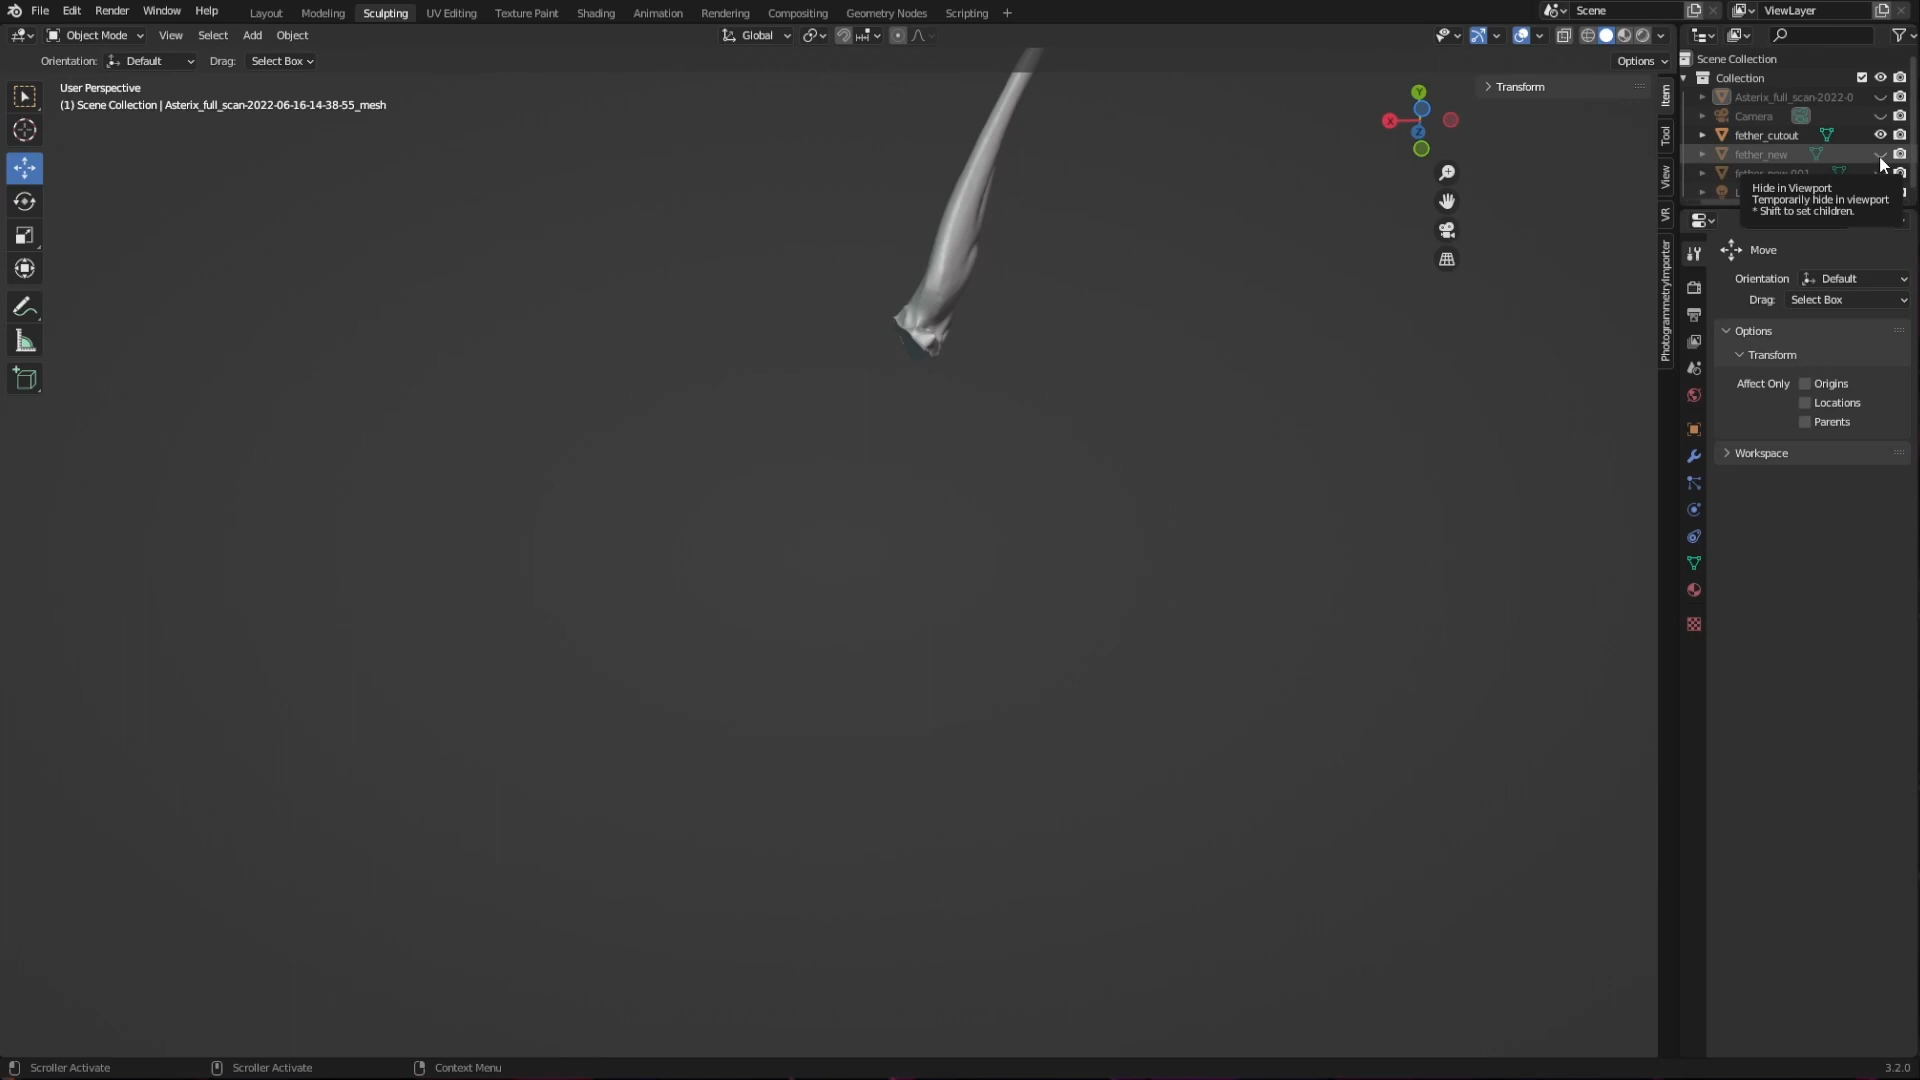 File Edit Render Window Help Layout Modeling Sculpting UV Editing Texture Paint Shading Animation Rendering Compositing Geometry Nodes Scripting + Scene ViewLayer
Object Mode View Select Add Object Global
Orientation: Default Drag: Select Box Options
User Perspective
(1) Scene Collection | Asterix_full_scan-2022-06-16-14-38-55_mesh
Y
X
Z
Transform
Item
Tool
View
VR
PhotogrammetryImporter
Scene Collection
Collection
Asterix_full_scan-2022-0
Camera
fether_cutout
fether_new
fether_new.001
Hide in Viewport
Temporarily hide in viewport
* Shift to set children.
Move
Orientation Default
Drag: Select Box
Options
Transform
Affect Only Origins
Locations
Parents
Workspace
Scroller Activate Scroller Activate Context Menu 3.2.0